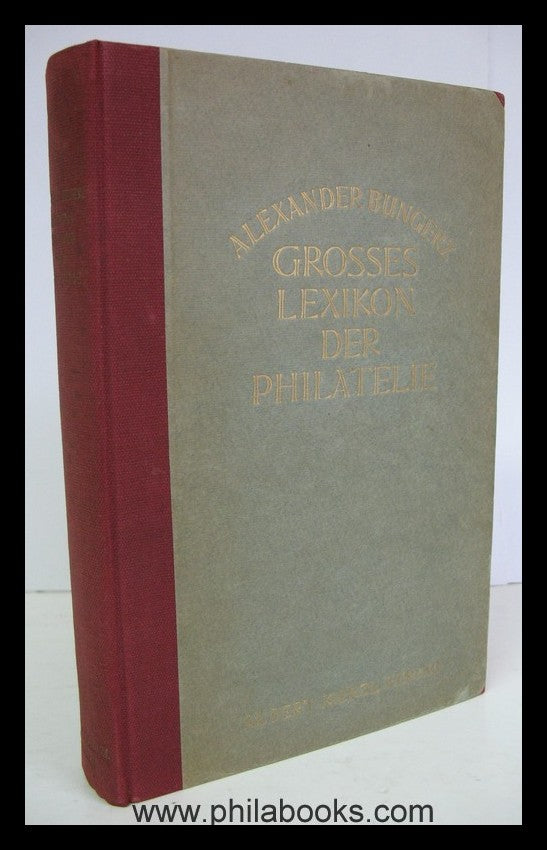 ALEXANDER BUNGERZ
GROSSES
LEXIKON
DER
PHILATELIE
www.philabooks.com